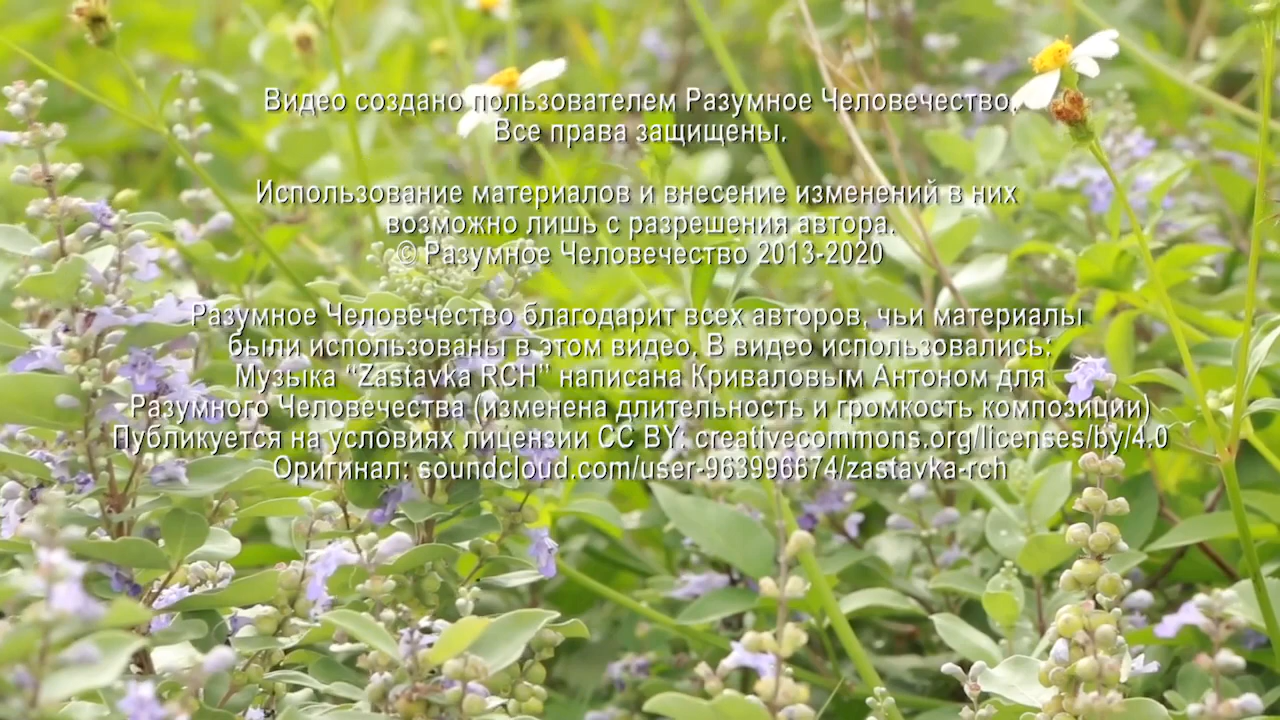 Видео создано пользователем Разумное Человечество.
Все права защищены.
Использование материалов и внесение изменений в них
возможно лишь с разрешения автора.
© Разумное Человечество 2013-2020
Разумное Человечество благодарит всех авторов, чьи материалы
были использованы в этом видео. В видео использовались:
Музыка “Zastavka RCH” написана Криваловым Антоном для
Разумного Человечества (изменена длительность и громкость композиции)
Публикуется на условиях лицензии CC BY: creativecommons.org/licenses/by/4.0
Оригинал: soundcloud.com/user-963996674/zastavka-rch